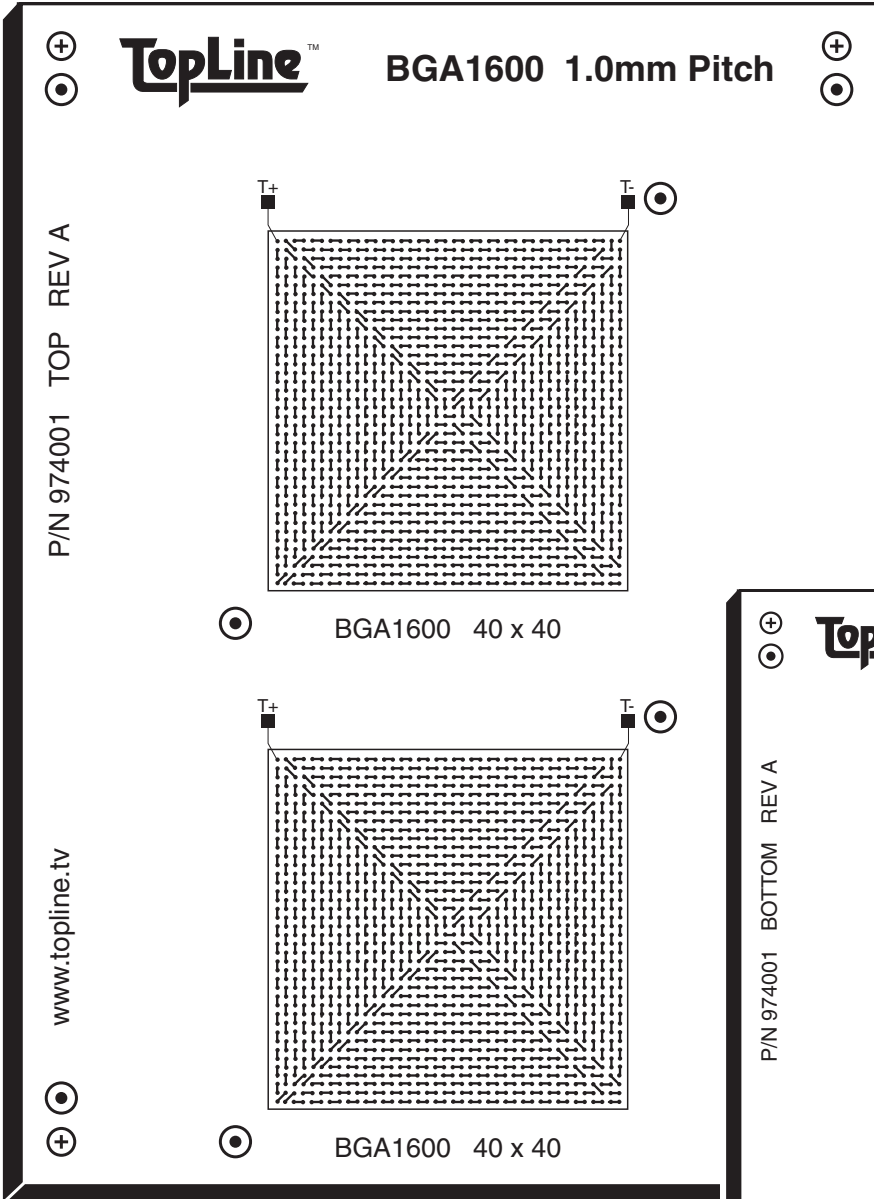 TopLine™
BGA1600 1.0mm Pitch
P/N 974001 TOP REV A
T+
T-
BGA1600 40 x 40
T+
T-
BGA1600 40 x 40
www.topline.tv
Top
P/N 974001 BOTTOM REV A